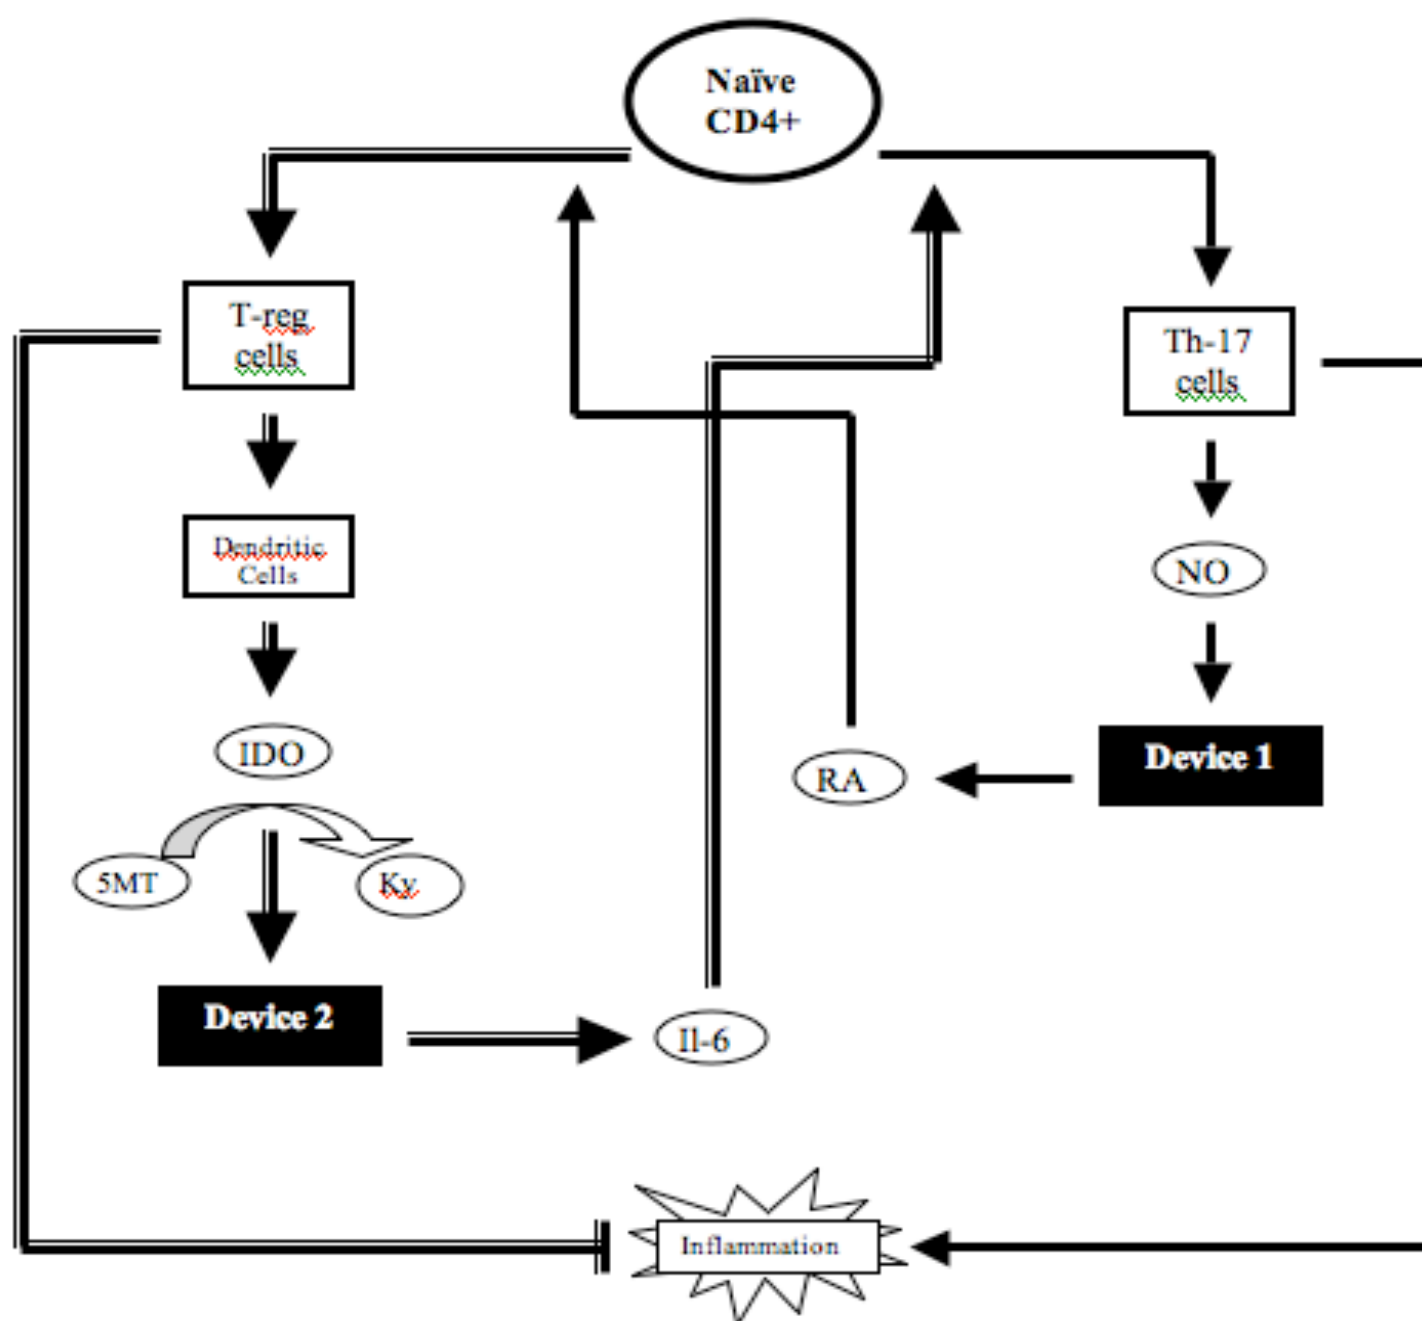 Naïve
CD4+
T-reg
cells
Th-17
cells
Dendritic
Cells
NO
IDO
Device 1
RA
5MT
Ky
Device 2
Il-6
Inflammation